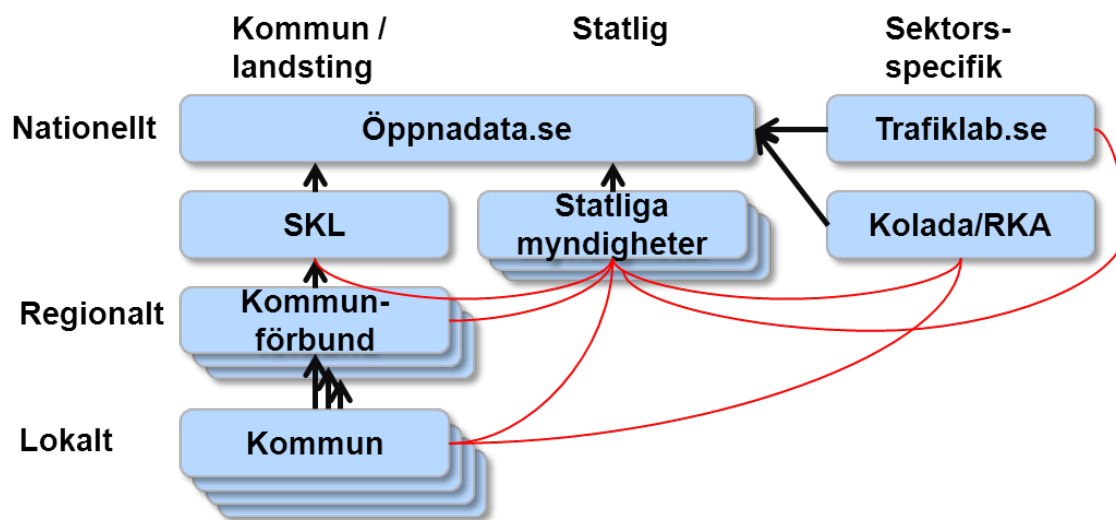 Kommun /
landsting
Statlig
Sektors-
specifik
Nationellt
Öppnadata.se
Trafiklab.se
SKL
Statliga
myndigheter
Kolada/RKA
Regionalt
Kommun-
förbund
Lokalt
Kommun